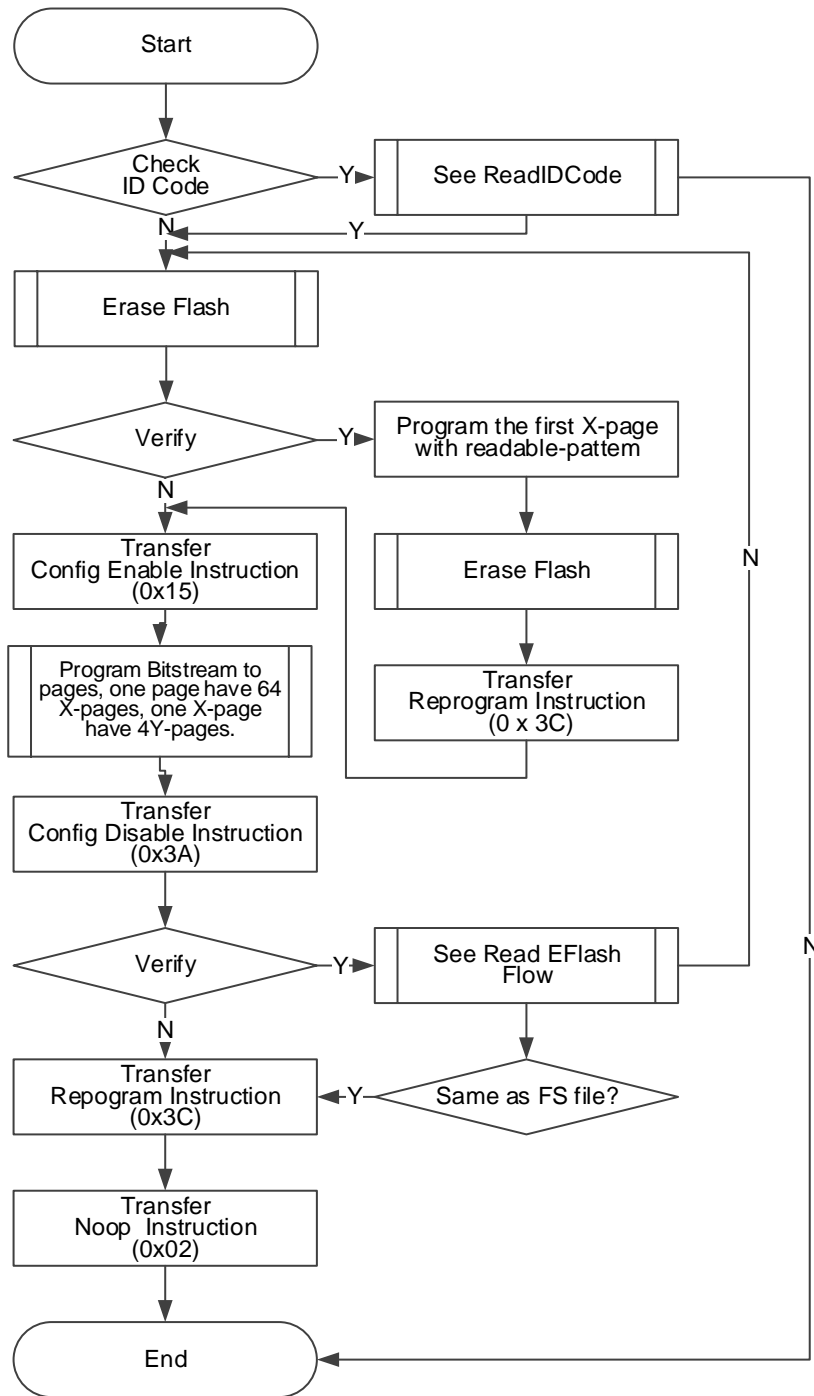 Start
Check
ID Code
Y
See ReadIDCode
N
Y
Erase Flash
Verify
Y
Program the first X-page
with readable-pattem
N
Transfer
Config Enable Instruction
(0x15)
Erase Flash
N
Program Bitstream to
pages, one page have 64
X-pages, one X-page
have 4Y-pages.
Transfer
Reprogram Instruction
(0 x 3C)
Transfer
Config Disable Instruction
(0x3A)
Verify
Y
See Read EFlash
Flow
N
N
Transfer
Repogram Instruction
(0x3C)
Y
Same as FS file?
Transfer
Noop Instruction
(0x02)
End